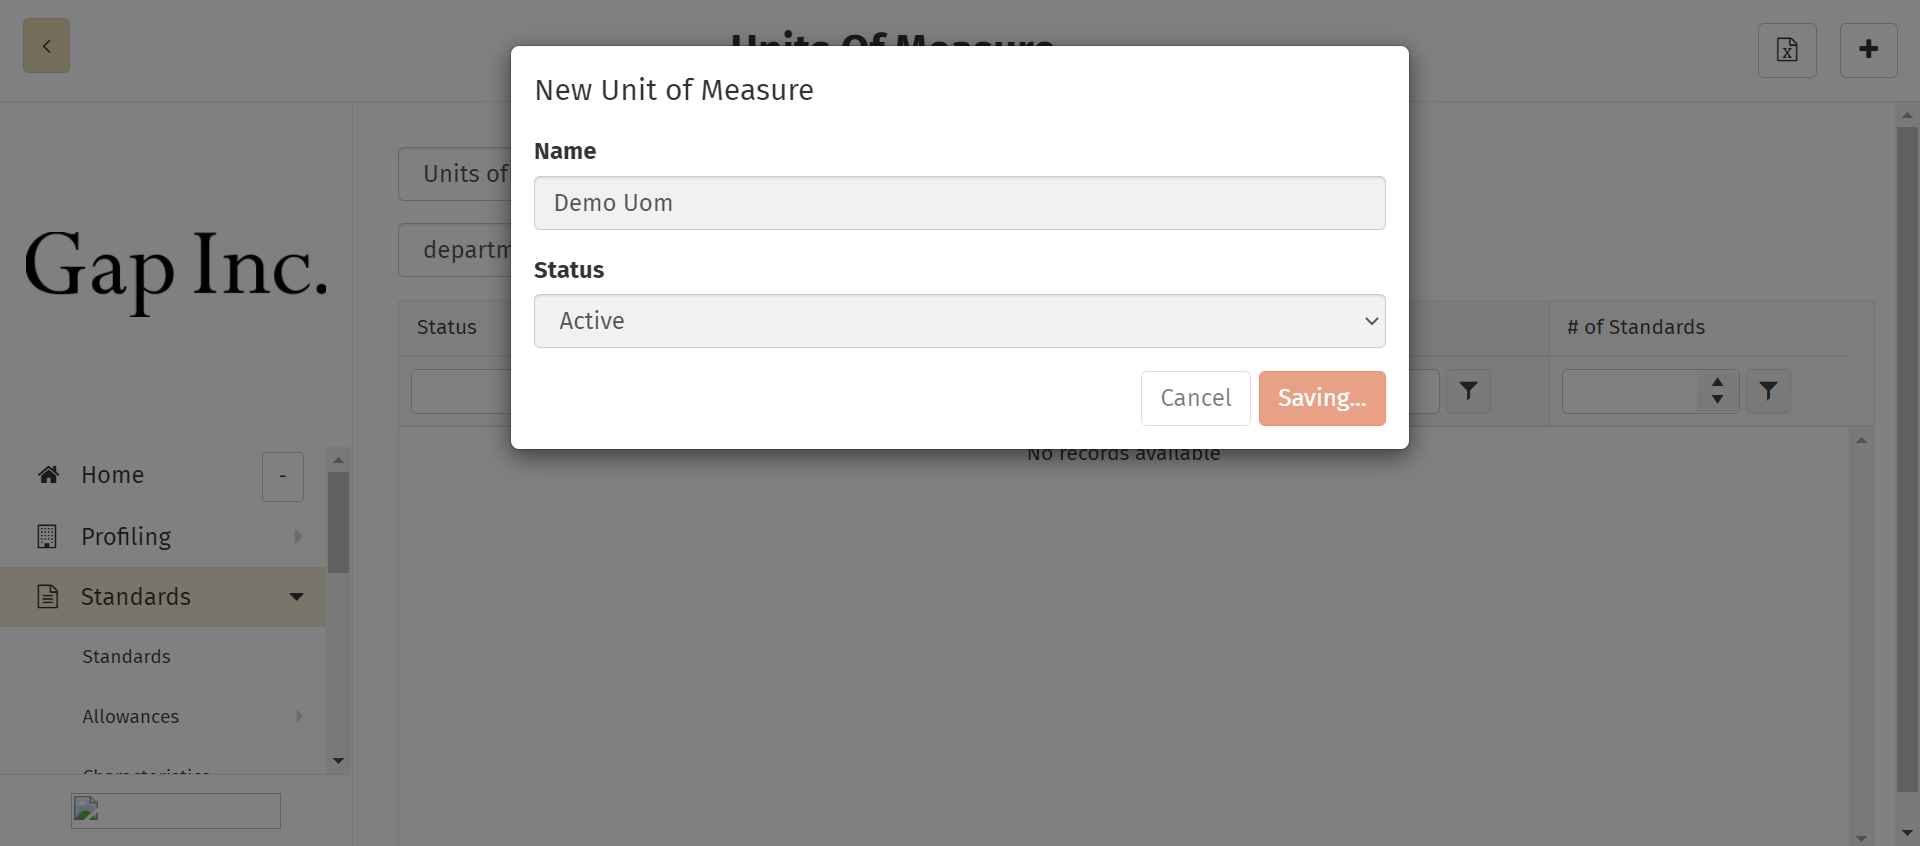 Units Of Measure
New Unit of Measure
Name
Demo Uom
Status
Active
Cancel
Saving...
Units of
departm
Status
# of Standards
No records available
Gap Inc.
Home
-
Profiling
Standards
Standards
Allowances
Characteristics